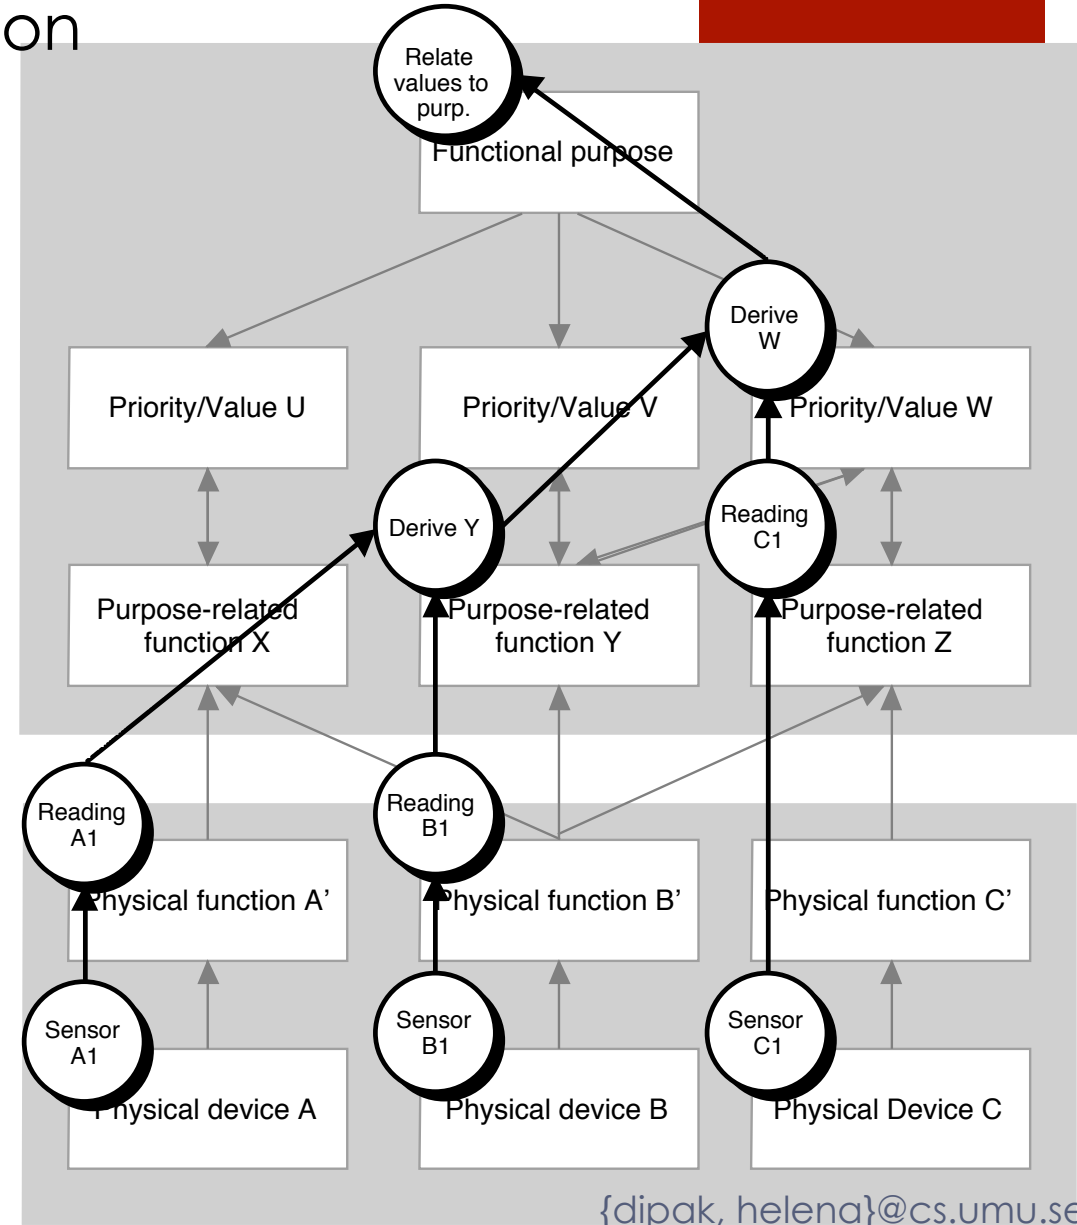 on
Relate
values to
purp.
Functional purpose
Derive
W
Priority/Value U
Priority/Value V
Priority/Value W
Derive Y
Reading
C1
Purpose-related
function X
Purpose-related
function Y
Purpose-related
function Z
Reading
A1
Reading
B1
Physical function A’
Physical function B’
Physical function C’
Sensor
A1
Sensor
B1
Sensor
C1
Physical device A
Physical device B
Physical Device C
{dipak, helena}@cs.umu.se